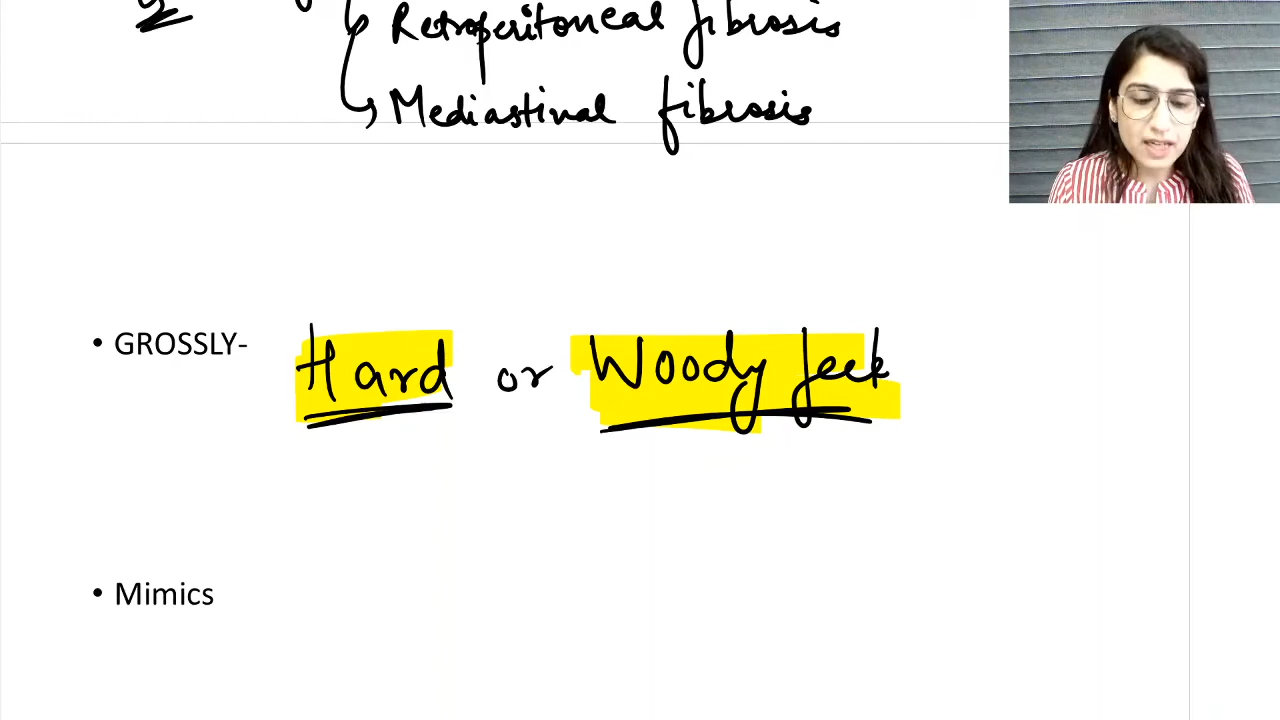 Retroperitoneal fibrosis
Mediastinal fibrosis
• GROSSLY- Hard or Woody feel
• Mimics